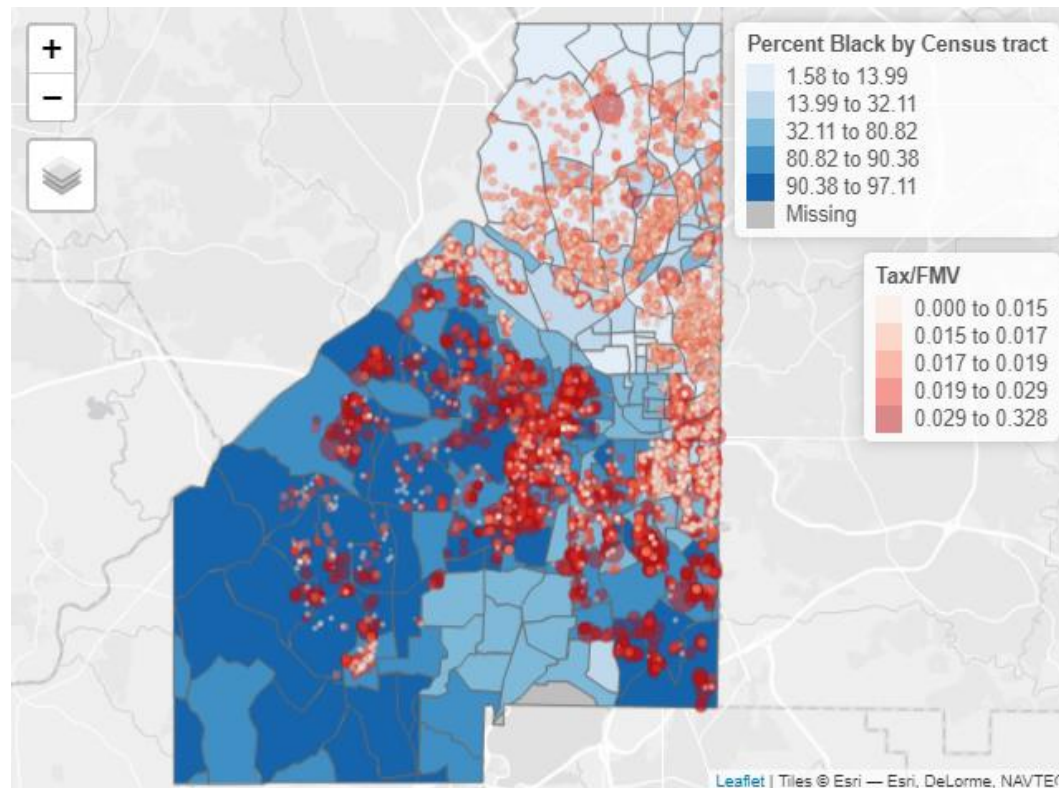 +
−
Percent Black by Census tract
1.58 to 13.99
13.99 to 32.11
32.11 to 80.82
80.82 to 90.38
90.38 to 97.11
Missing
Tax/FMV
0.000 to 0.015
0.015 to 0.017
0.017 to 0.019
0.019 to 0.029
0.029 to 0.328
Leaflet | Tiles © Esri — Esri, DeLorme, NAVTEQ